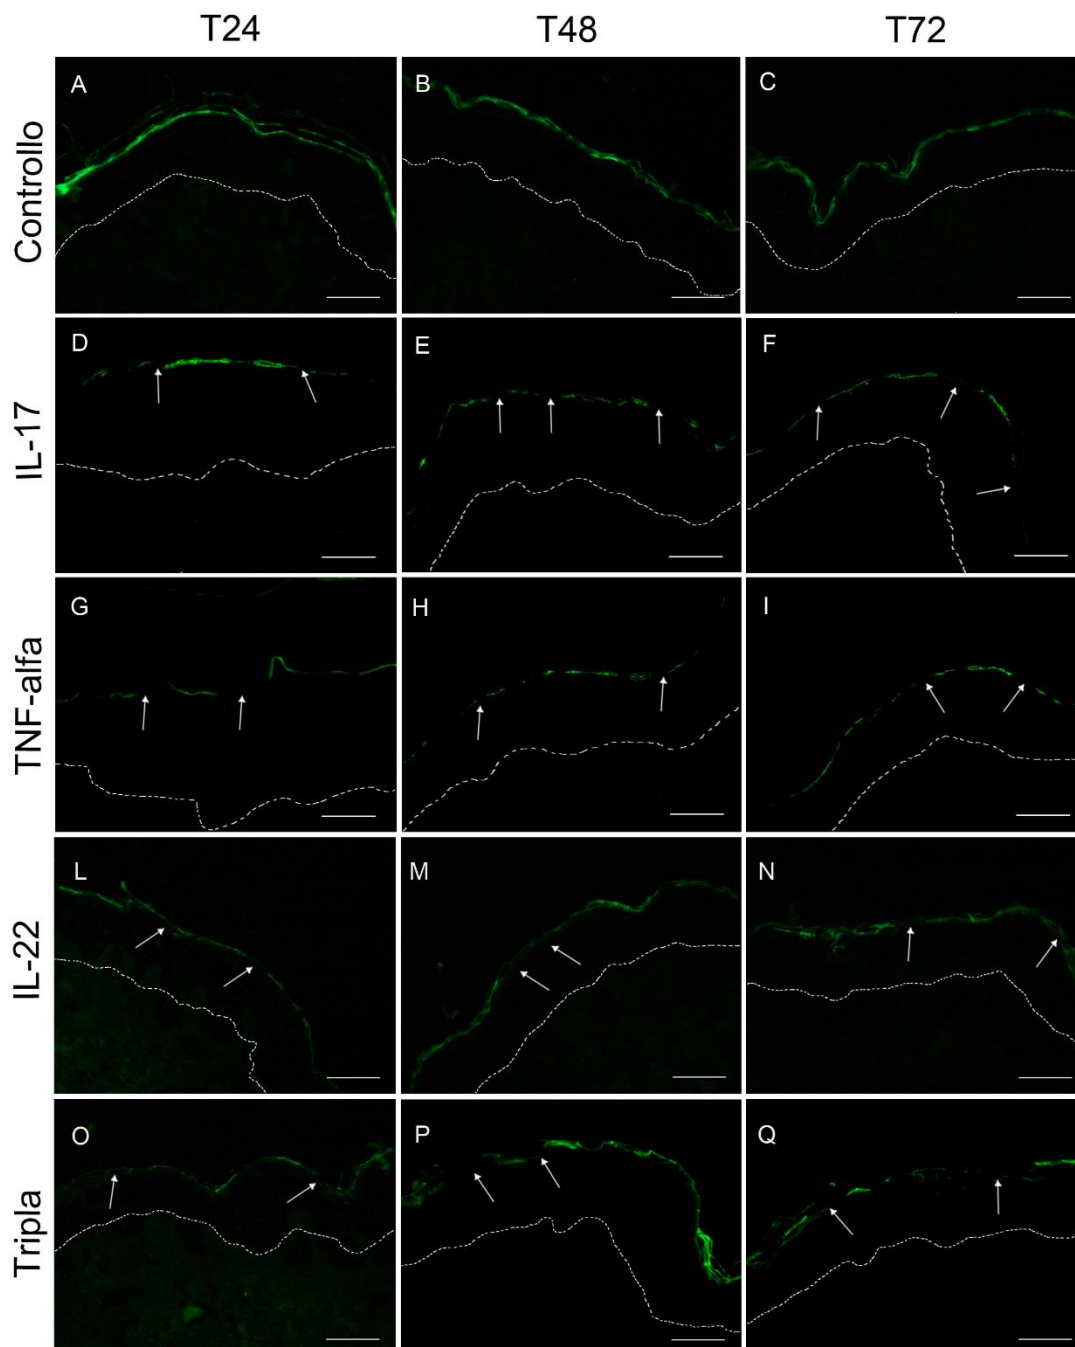 T24 T48 T72
Controllo
A B C
IL-17
D E F
TNF-alfa
G H I
IL-22
L M N
Tripla
O P Q